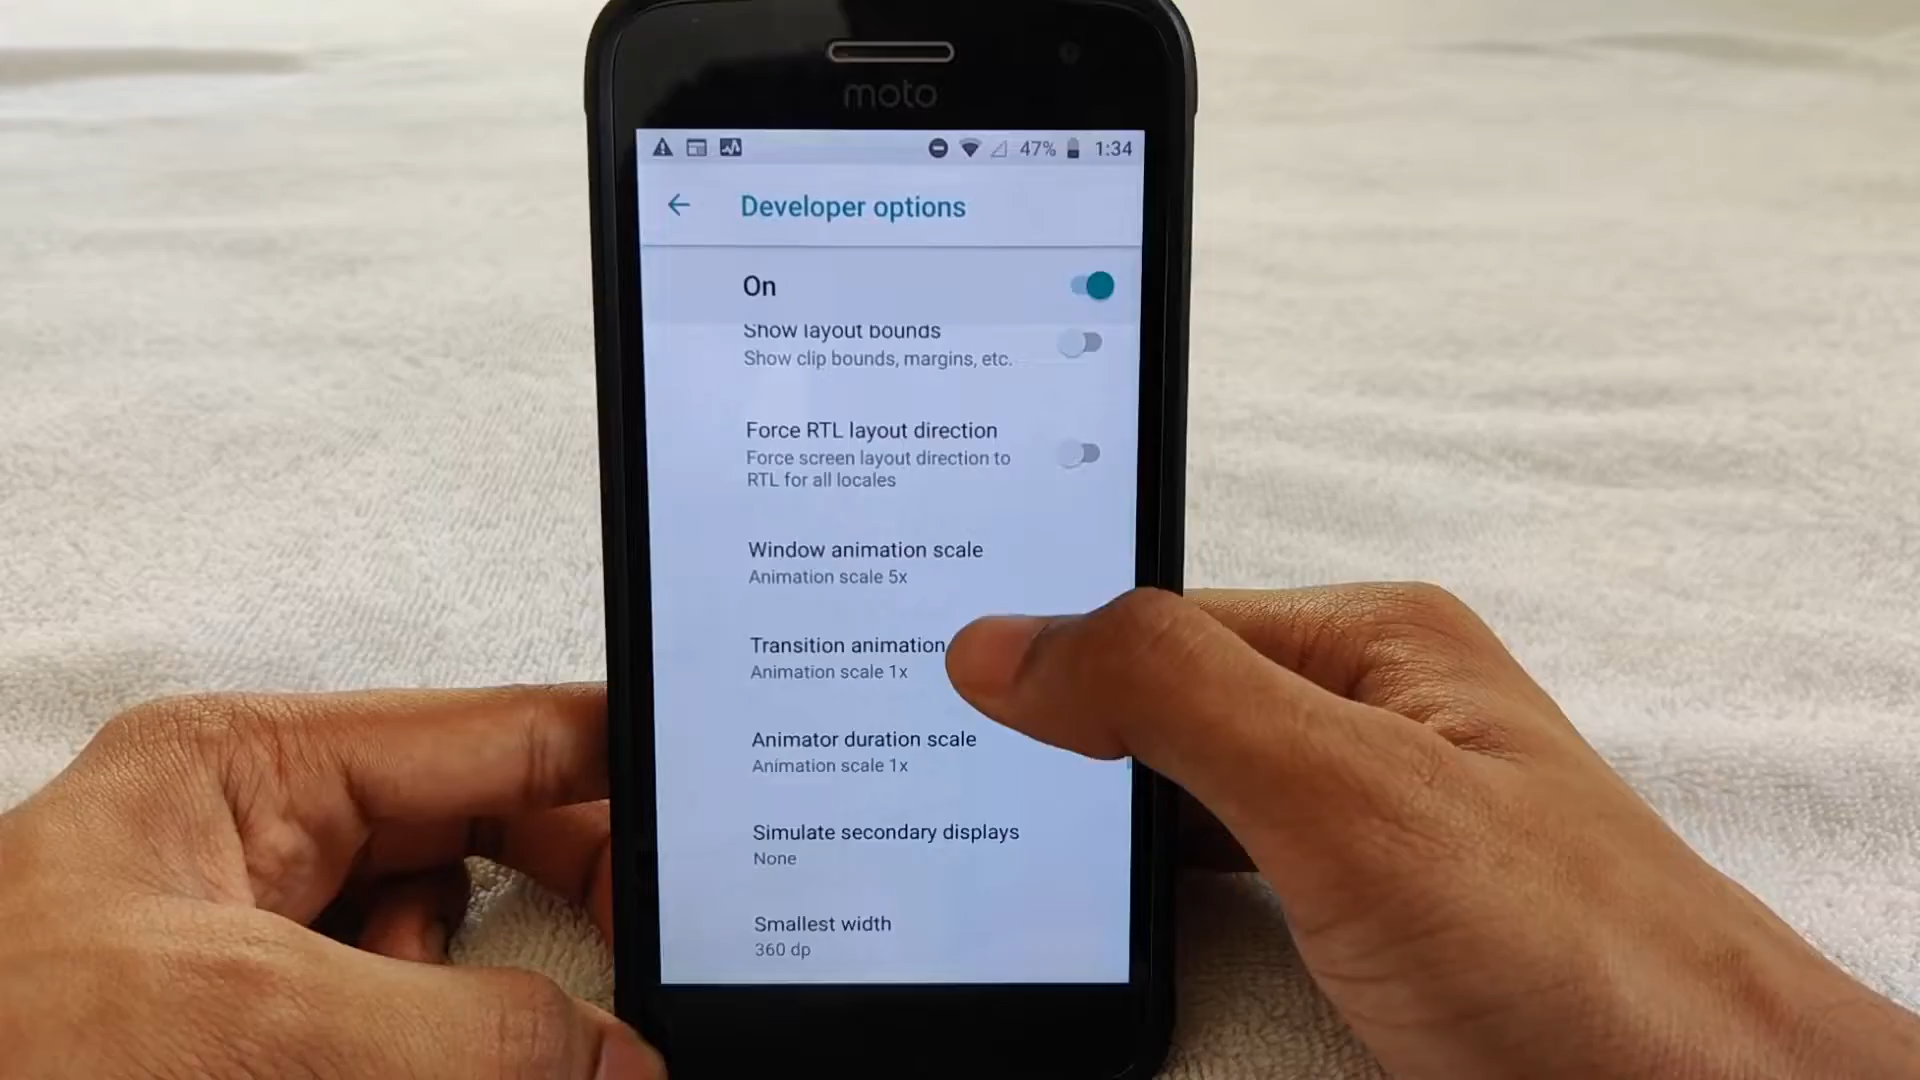 moto
47% 1:34
Developer options
On
Show layout bounds
Show clip bounds, margins, etc.
Force RTL layout direction
Force screen layout direction to
RTL for all locales
Window animation scale
Animation scale 5x
Transition animation
Animation scale 1x
Animator duration scale
Animation scale 1x
Simulate secondary displays
None
Smallest width
360 dp